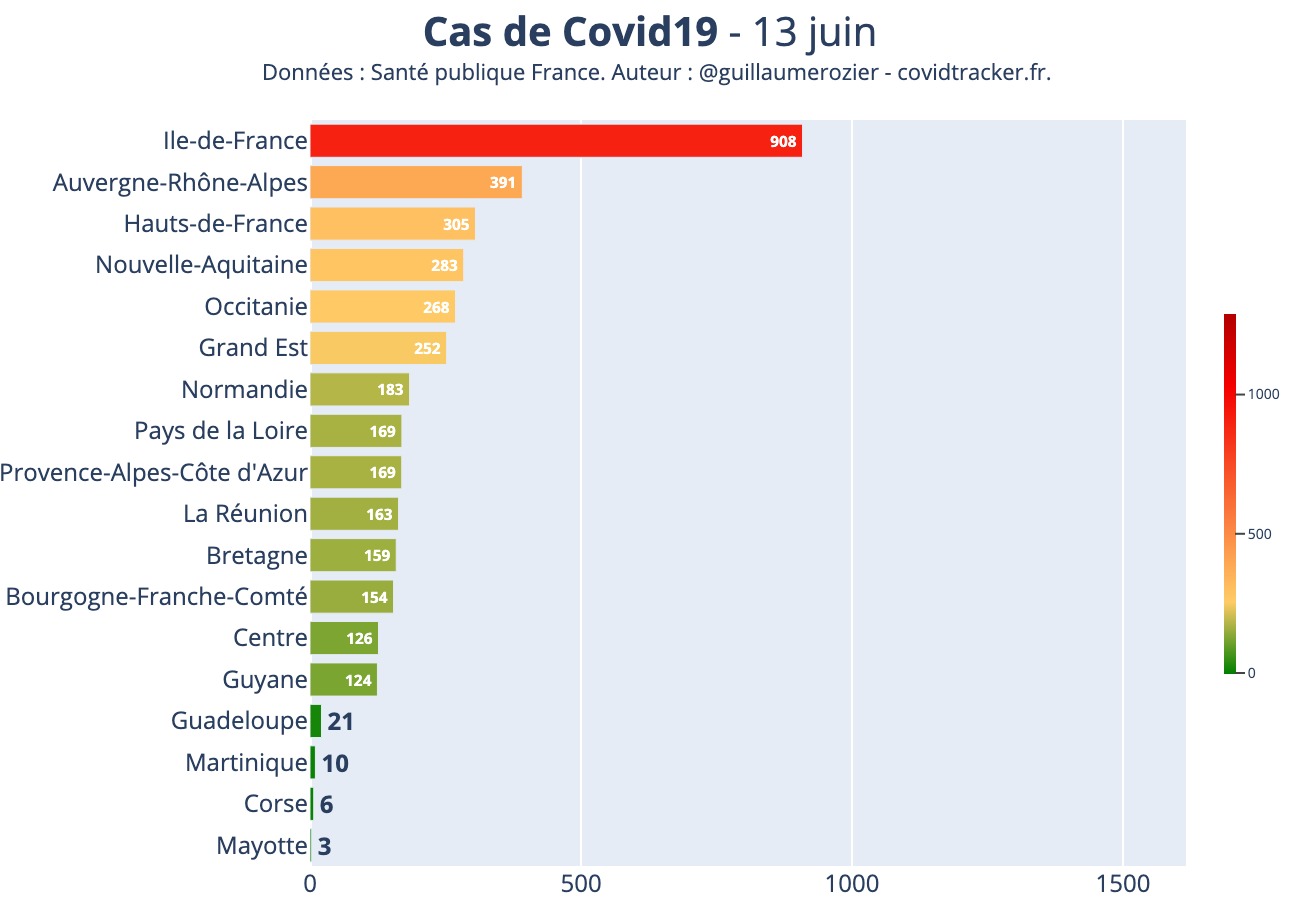 Cas de Covid19 - 13 juin
Données : Santé publique France. Auteur : @guillaumerozier - covidtracker.fr.
Ile-de-France 908
Auvergne-Rhône-Alpes 391
Hauts-de-France 305
Nouvelle-Aquitaine 283
Occitanie 268
Grand Est 252
Normandie 183
Pays de la Loire 169
Provence-Alpes-Côte d'Azur 169
La Réunion 163
Bretagne 159
Bourgogne-Franche-Comté 154
Centre 126
Guyane 124
Guadeloupe 21
Martinique 10
Corse 6
Mayotte 3
0 500 1000 1500
1000
500
0